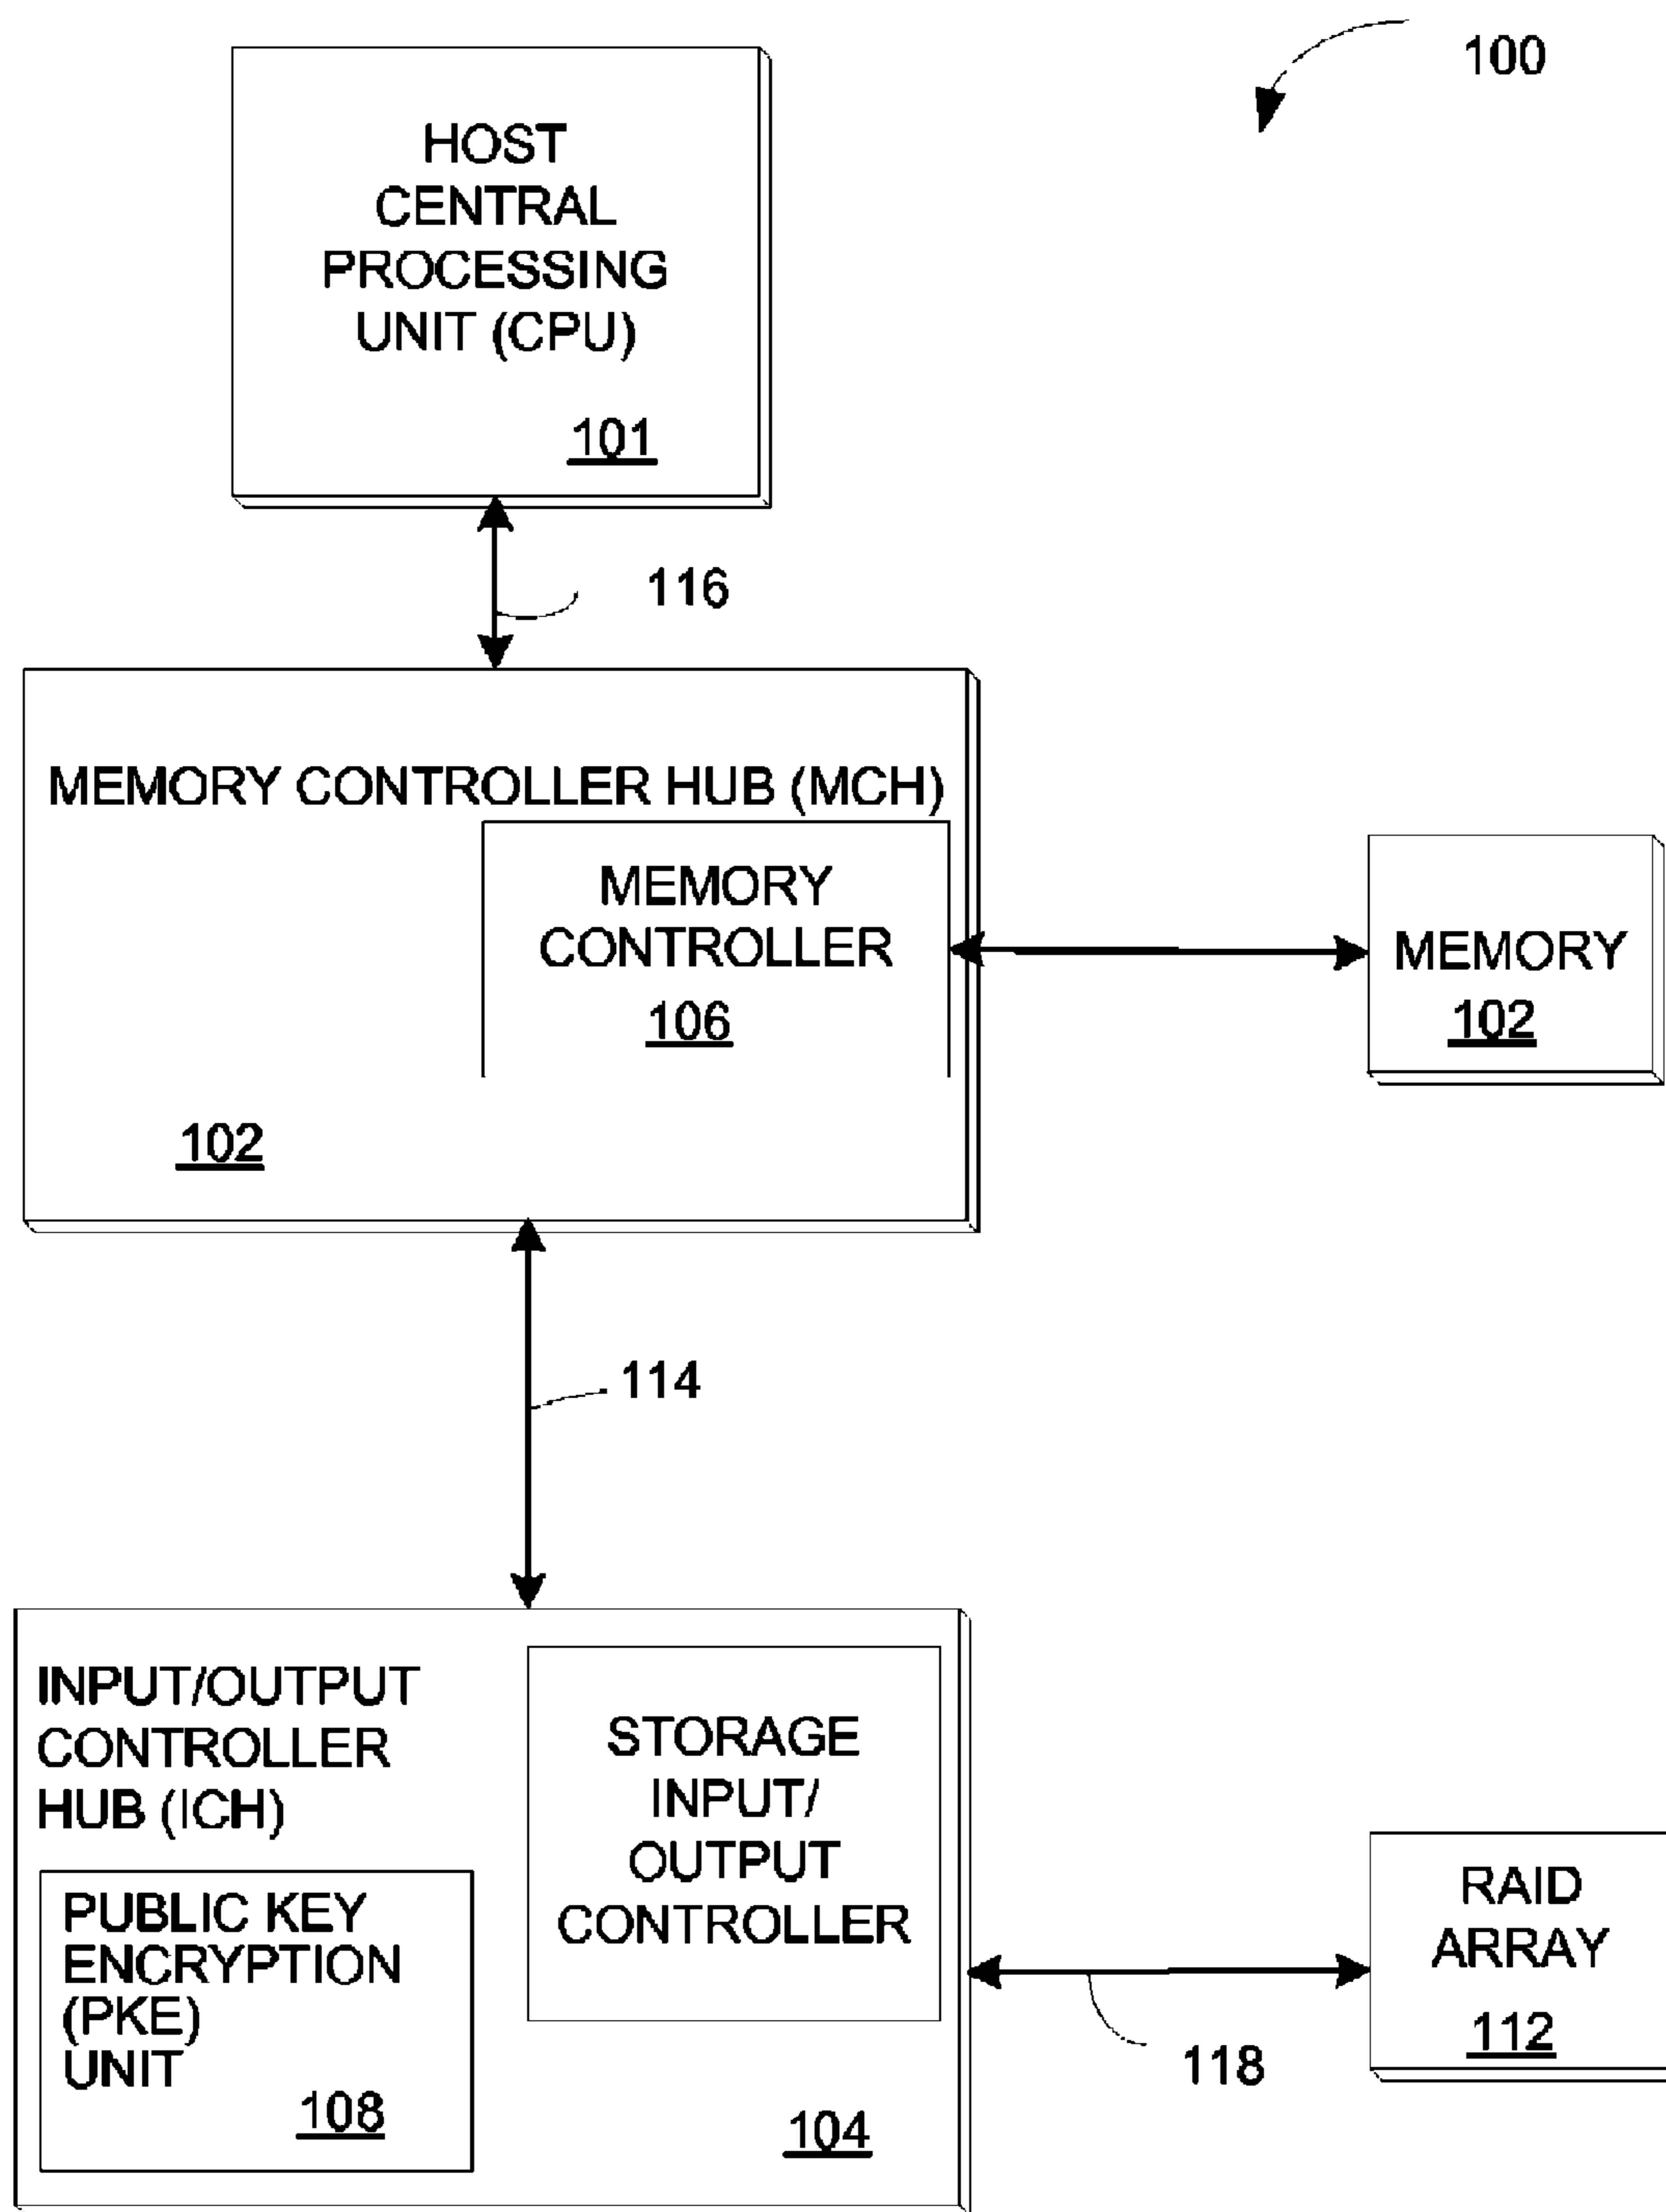 100
HOST
CENTRAL
PROCESSING
UNIT (CPU)
101
116
MEMORY CONTROLLER HUB (MCH)
MEMORY
CONTROLLER
106
102
MEMORY
102
114
INPUT/OUTPUT
CONTROLLER
HUB (ICH)
PUBLIC KEY
ENCRYPTION
(PKE)
UNIT
108
STORAGE
INPUT/
OUTPUT
CONTROLLER
104
118
RAID
ARRAY
112